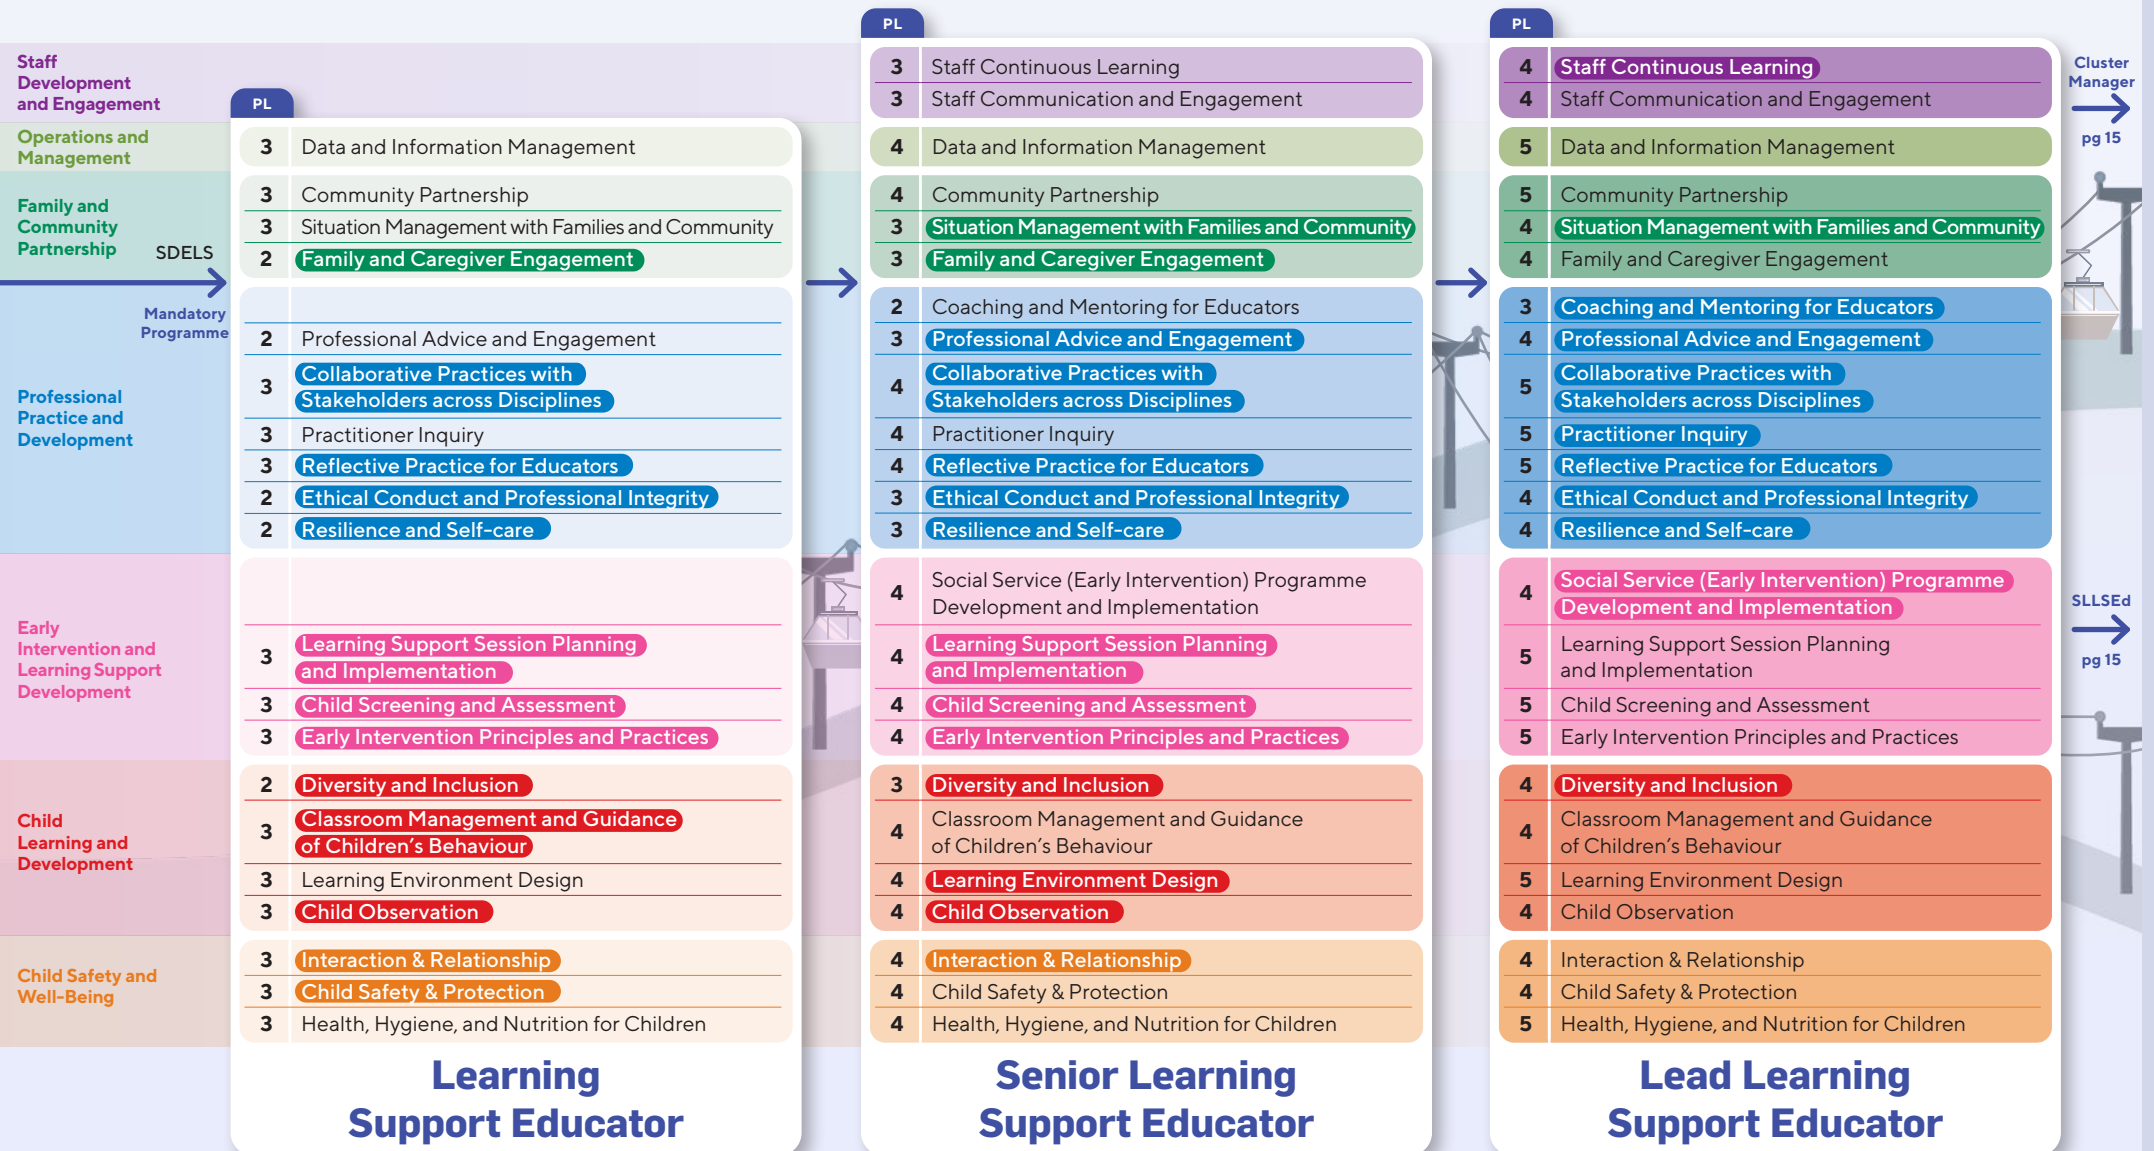 Staff
Development
and Engagement
Operations and
Management
Family and
Community
Partnership
SDELS
Mandatory
Programme
Professional
Practice and
Development
Early
Intervention and
Learning Support
Development
Child
Learning and
Development
Child Safety and
Well-Being
PL
3 Data and Information Management
3 Community Partnership
3 Situation Management with Families and Community
2 Family and Caregiver Engagement
2 Professional Advice and Engagement
3 Collaborative Practices with
Stakeholders across Disciplines
3 Practitioner Inquiry
3 Reflective Practice for Educators
2 Ethical Conduct and Professional Integrity
2 Resilience and Self-care
3 Learning Support Session Planning
and Implementation
3 Child Screening and Assessment
3 Early Intervention Principles and Practices
2 Diversity and Inclusion
3 Classroom Management and Guidance
of Children's Behaviour
3 Learning Environment Design
3 Child Observation
3 Interaction & Relationship
3 Child Safety & Protection
3 Health, Hygiene, and Nutrition for Children
Learning
Support Educator
PL
3 Staff Continuous Learning
3 Staff Communication and Engagement
4 Data and Information Management
4 Community Partnership
3 Situation Management with Families and Community
3 Family and Caregiver Engagement
2 Coaching and Mentoring for Educators
3 Professional Advice and Engagement
4 Collaborative Practices with
Stakeholders across Disciplines
4 Practitioner Inquiry
4 Reflective Practice for Educators
3 Ethical Conduct and Professional Integrity
3 Resilience and Self-care
4 Social Service (Early Intervention) Programme
Development and Implementation
4 Learning Support Session Planning
and Implementation
4 Child Screening and Assessment
4 Early Intervention Principles and Practices
3 Diversity and Inclusion
4 Classroom Management and Guidance
of Children's Behaviour
4 Learning Environment Design
4 Child Observation
4 Interaction & Relationship
4 Child Safety & Protection
4 Health, Hygiene, and Nutrition for Children
Senior Learning
Support Educator
PL
4 Staff Continuous Learning
4 Staff Communication and Engagement
5 Data and Information Management
5 Community Partnership
4 Situation Management with Families and Community
4 Family and Caregiver Engagement
3 Coaching and Mentoring for Educators
4 Professional Advice and Engagement
5 Collaborative Practices with
Stakeholders across Disciplines
5 Practitioner Inquiry
5 Reflective Practice for Educators
4 Ethical Conduct and Professional Integrity
4 Resilience and Self-care
4 Social Service (Early Intervention) Programme
Development and Implementation
5 Learning Support Session Planning
and Implementation
5 Child Screening and Assessment
5 Early Intervention Principles and Practices
4 Diversity and Inclusion
4 Classroom Management and Guidance
of Children's Behaviour
5 Learning Environment Design
4 Child Observation
4 Interaction & Relationship
4 Child Safety & Protection
5 Health, Hygiene, and Nutrition for Children
Lead Learning
Support Educator
Cluster
Manager
pg 15
SLLSEd
pg 15